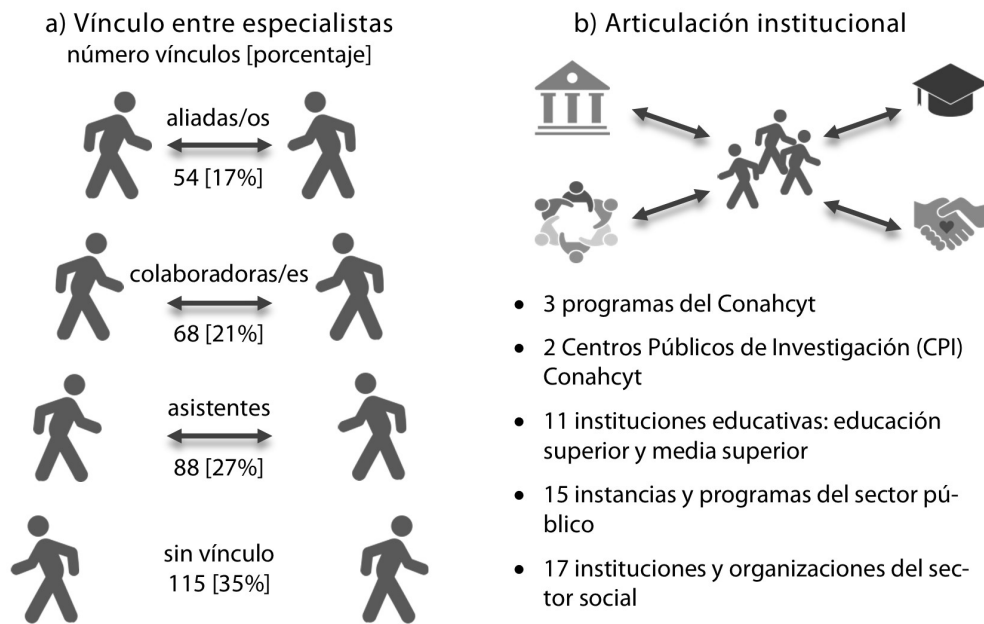 a) Vínculo entre especialistas
número vínculos [porcentaje]
aliadas/os
54 [17%]
colaboradoras/es
68 [21%]
asistentes
88 [27%]
sin vínculo
115 [35%]
b) Articulación institucional
• 3 programas del Conahcyt
• 2 Centros Públicos de Investigación (CPI)
Conahcyt
• 11 instituciones educativas: educación
superior y media superior
• 15 instancias y programas del sector pú-
blico
• 17 instituciones y organizaciones del sec-
tor social